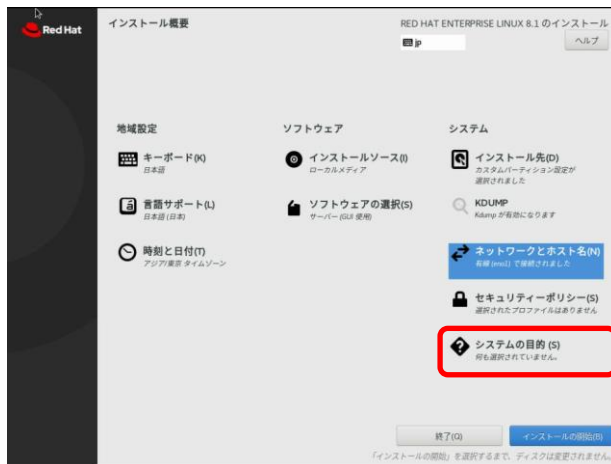 Red Hat
インストール概要
RED HAT ENTERPRISE LINUX 8.1 のインストール
jp
ヘルプ
地域設定
キーボード(K)
日本語
言語サポート(L)
日本語 (日本)
時刻と日付(T)
アジア/東京 タイムゾーン
ソフトウェア
インストールソース(I)
ローカルメディア
ソフトウェアの選択(S)
サーバー (GUI 使用)
システム
インストール先(D)
カスタムパーティション設定が
選択されました
KDUMP
Kdump が有効になります
ネットワークとホスト名(N)
有線 (eno1) で接続されました
セキュリティーポリシー(S)
選択されたプロファイルはありません
システムの目的 (S)
何も選択されていません。
終了(Q)
インストールの開始(B)
「インストールの開始」を選択するまで、ディスクは変更されません。